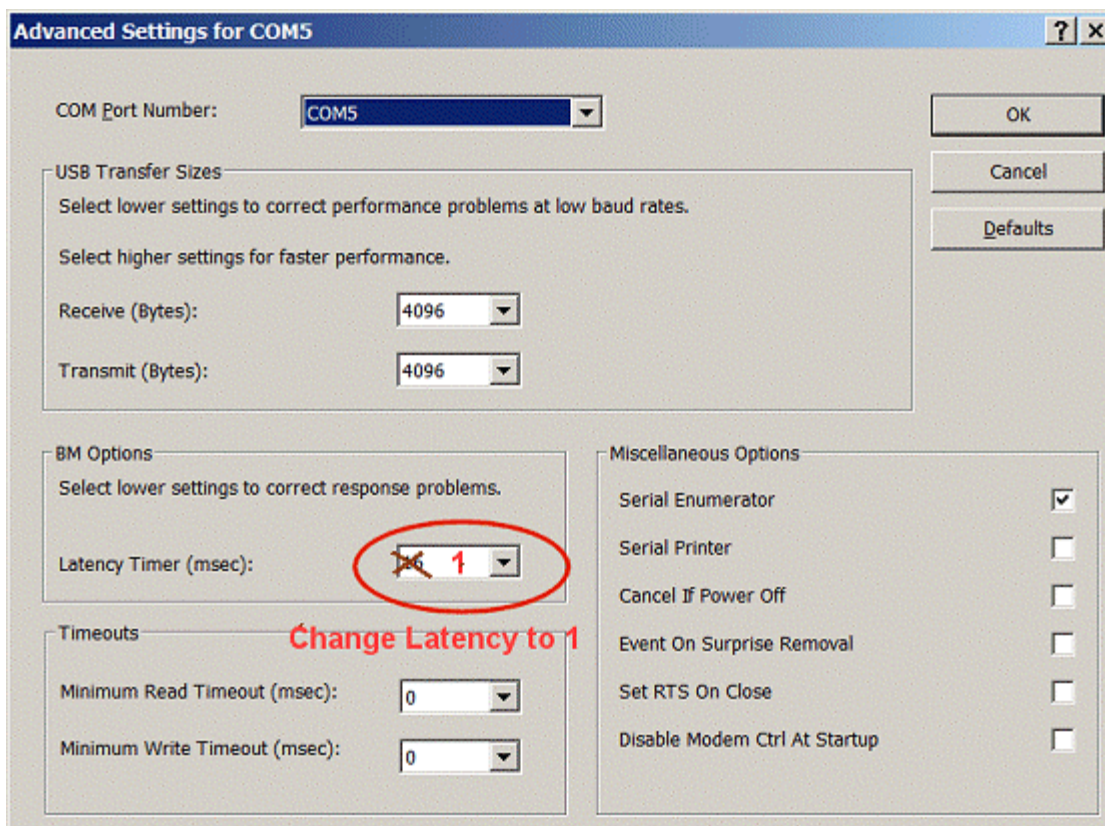 Advanced Settings for COM5
COM Port Number: COM5
OK
USB Transfer Sizes
Cancel
Select lower settings to correct performance problems at low baud rates.
Defaults
Select higher settings for faster performance.
Receive (Bytes): 4096
Transmit (Bytes): 4096
BM Options
Select lower settings to correct response problems.
Latency Timer (msec): 16 1
Change Latency to 1
Timeouts
Minimum Read Timeout (msec): 0
Minimum Write Timeout (msec): 0
Miscellaneous Options
Serial Enumerator
Serial Printer
Cancel If Power Off
Event On Surprise Removal
Set RTS On Close
Disable Modem Ctrl At Startup